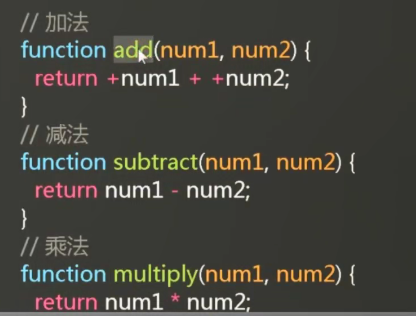 // 加法
function add(num1, num2) {
return +num1 + +num2;
}
// 减法
function subtract(num1, num2) {
return num1 - num2;
}
// 乘法
function multiply(num1, num2) {
return num1 * num2;